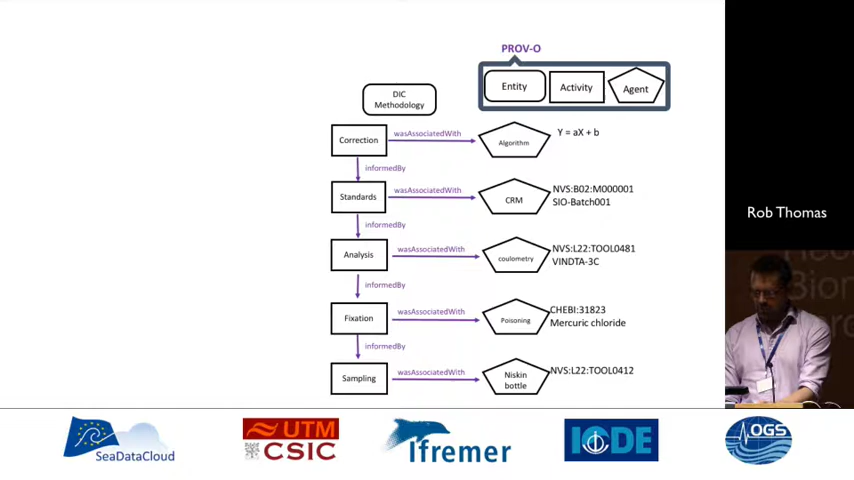 PROV-O
Entity
Activity
Agent
DIC
Methodology
Correction
wasAssociatedWith
Algorithm
Y = aX + b
informedBy
Standards
wasAssociatedWith
CRM
NVS:B02:M000001
SIO-Batch001
informedBy
Analysis
wasAssociatedWith
coulometry
NVS:L22:TOOL0481
VINDTA-3C
informedBy
Fixation
wasAssociatedWith
Poisoning
CHEBI:31823
Mercuric chloride
informedBy
Sampling
wasAssociatedWith
Niskin
bottle
NVS:L22:TOOL0412
Rob Thomas
SeaDataCloud
UTM
CSIC
Ifremer
IODE
OGS